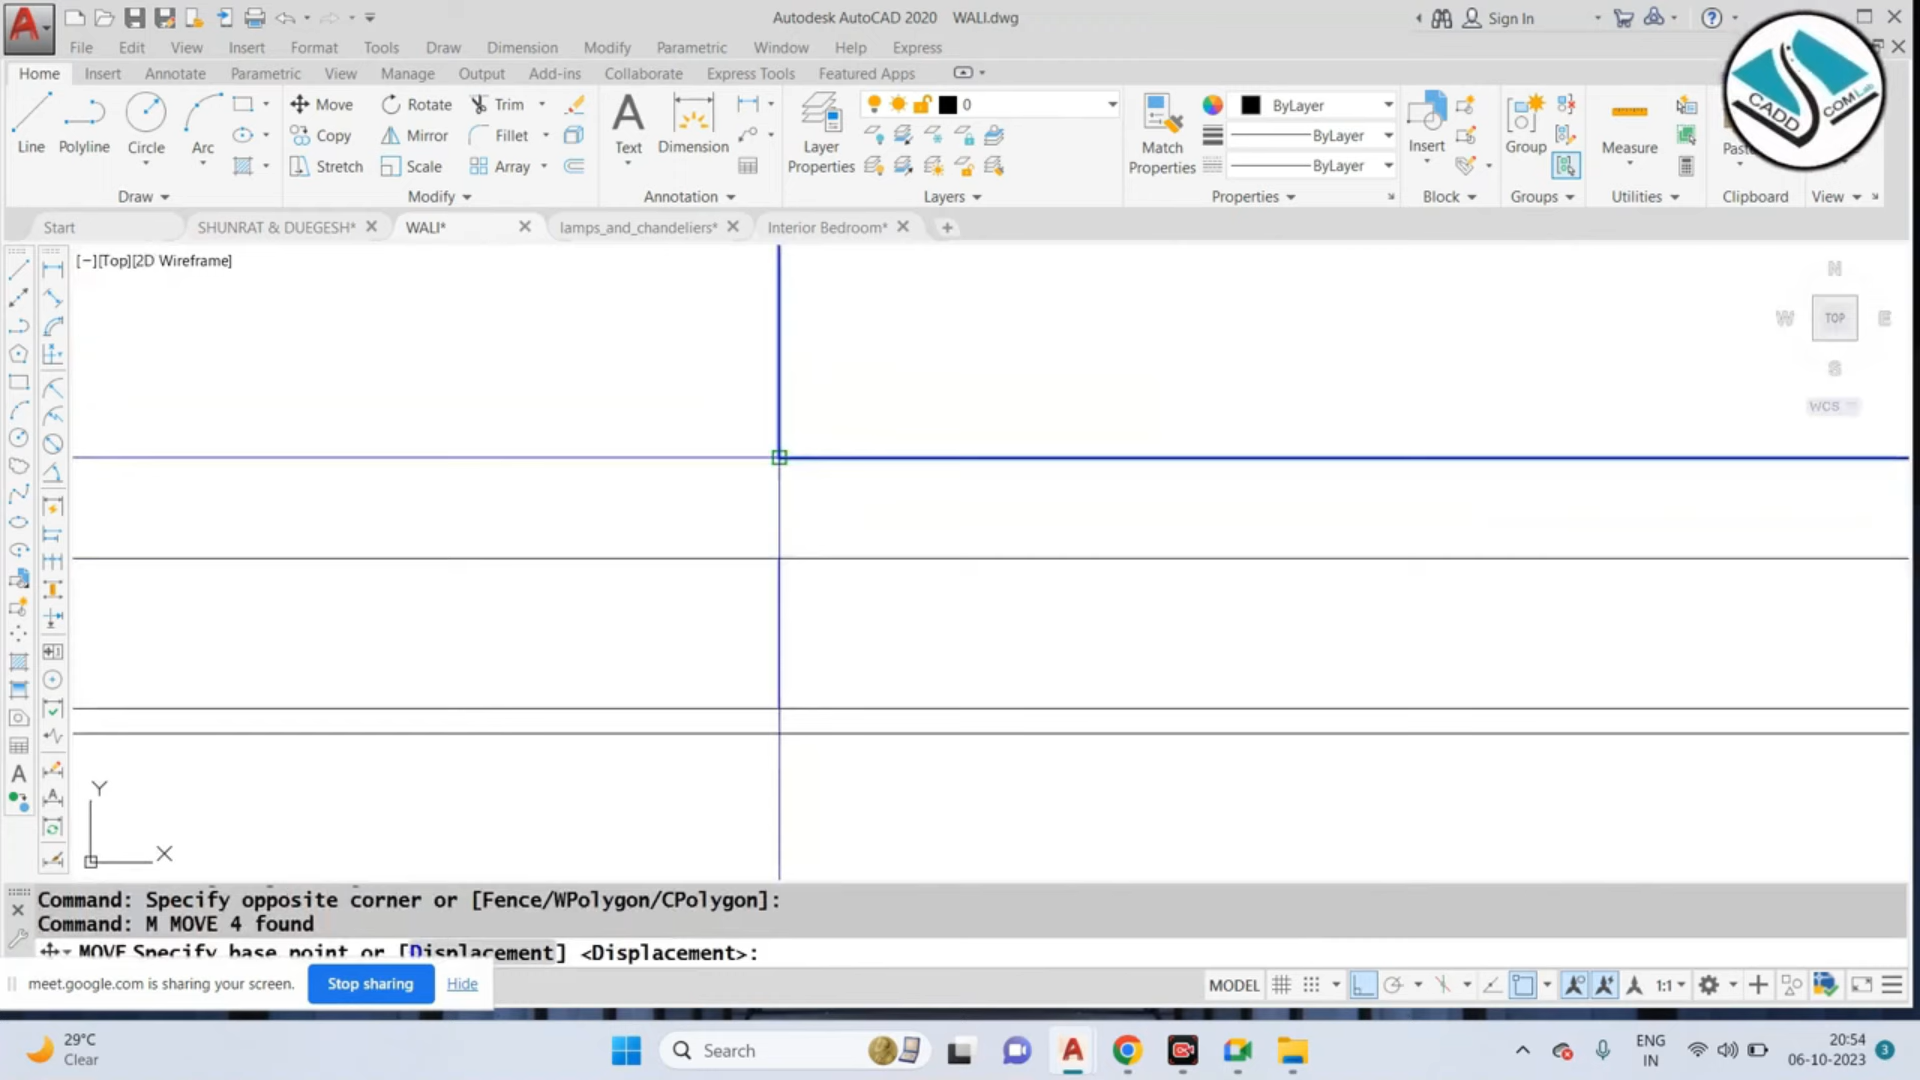 Autodesk AutoCAD 2020 WALI.dwg
Sign In
File Edit View Insert Format Tools Draw Dimension Modify Parametric Window Help Express
Home Insert Annotate Parametric View Manage Output Add-ins Collaborate Express Tools Featured Apps
Line Polyline Circle Arc
Move Rotate Trim
Copy Mirror Fillet
Stretch Scale Array
Text Dimension
Layer Properties
0
Match Properties
ByLayer
ByLayer
ByLayer
Insert
Group
Measure
Past
CADD
COM Lab
Draw Modify Annotation Layers Properties Block Groups Utilities Clipboard View
Start SHUNRAT & DUEGESH* WALI* lamps_and_chandeliers* Interior Bedroom*
[−][Top][2D Wireframe]
N
W TOP E
S
WCS
Y
X
Command: Specify opposite corner or [Fence/WPolygon/CPolygon]:
Command: M MOVE 4 found
MOVE Specify base point or [Displacement] <Displacement>:
meet.google.com is sharing your screen. Stop sharing Hide
MODEL 1:1
29°C
Clear
Search
ENG
IN
20:54
06-10-2023
3